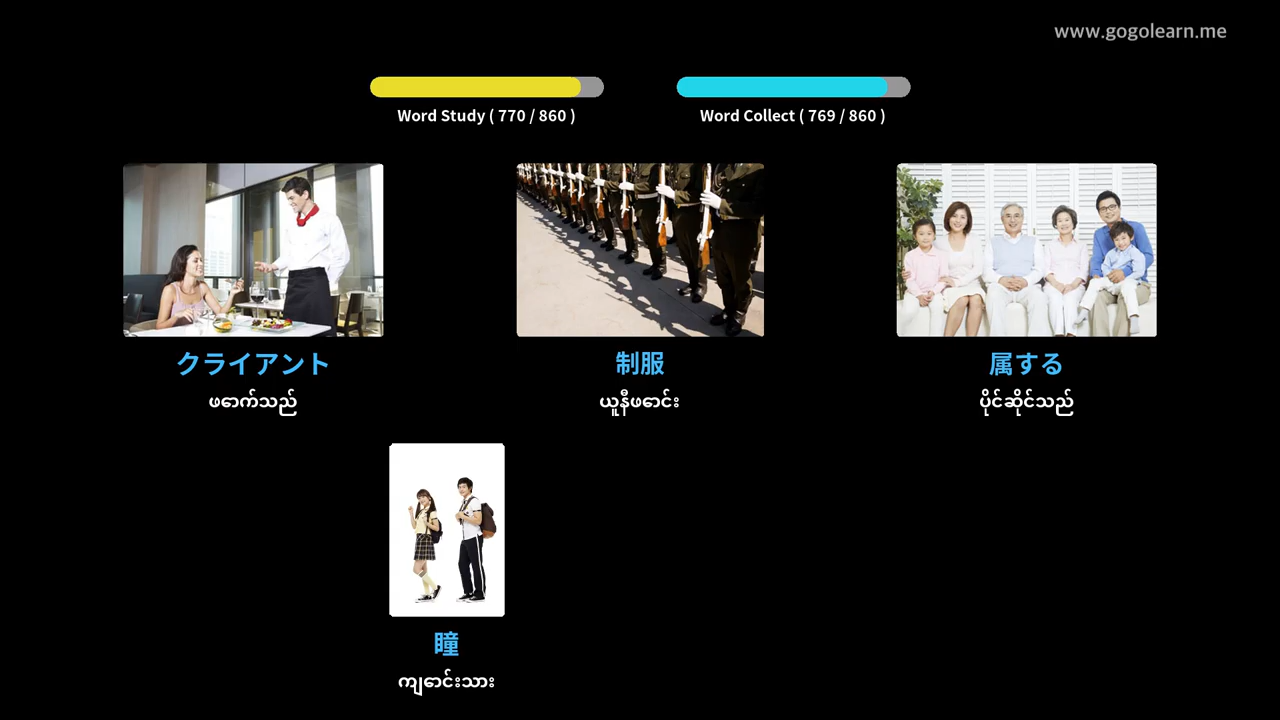 www.gogolearn.me
Word Study ( 770 / 860 )
Word Collect ( 769 / 860 )
クライアント
制服
属する
ဖောက်သည်
ယူနီဖောင်း
ပိုင်ဆိုင်သည်
瞳
ကျောင်းသား